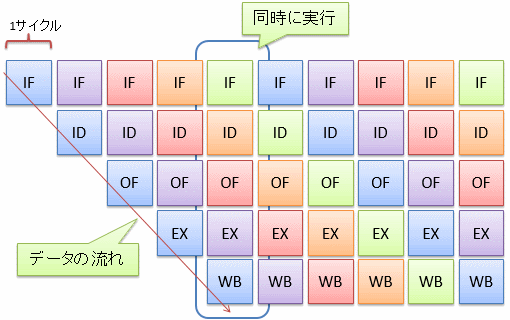 同時に実行
1サイクル
IF IF IF IF IF IF IF IF IF IF
ID ID ID ID ID ID ID ID ID
OF OF OF OF OF OF OF OF
EX EX EX EX EX EX EX
データの流れ
WB WB WB WB WB WB